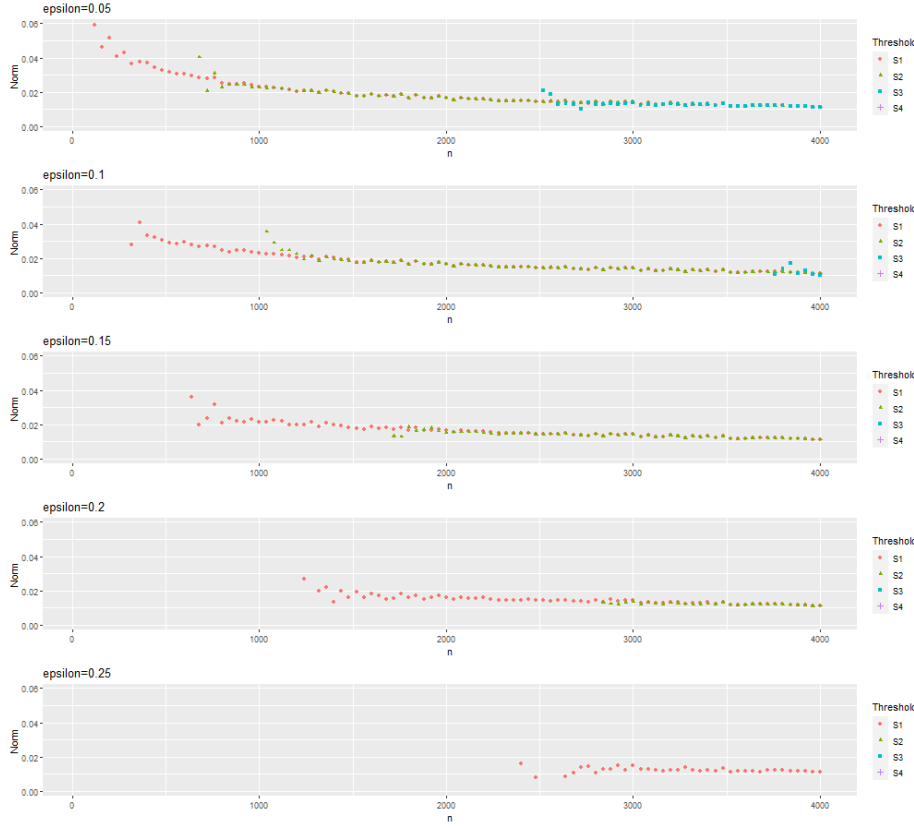 epsilon=0.05
0.06
0.04
0.02
0.00
Norm
0 1000 2000 3000 4000
n
Threshold
S1
S2
S3
S4
epsilon=0.1
0.06
0.04
0.02
0.00
Norm
0 1000 2000 3000 4000
n
Threshold
S1
S2
S3
S4
epsilon=0.15
0.06
0.04
0.02
0.00
Norm
0 1000 2000 3000 4000
n
Threshold
S1
S2
S3
S4
epsilon=0.2
0.06
0.04
0.02
0.00
Norm
0 1000 2000 3000 4000
n
Threshold
S1
S2
S3
S4
epsilon=0.25
0.06
0.04
0.02
0.00
Norm
0 1000 2000 3000 4000
n
Threshold
S1
S2
S3
S4